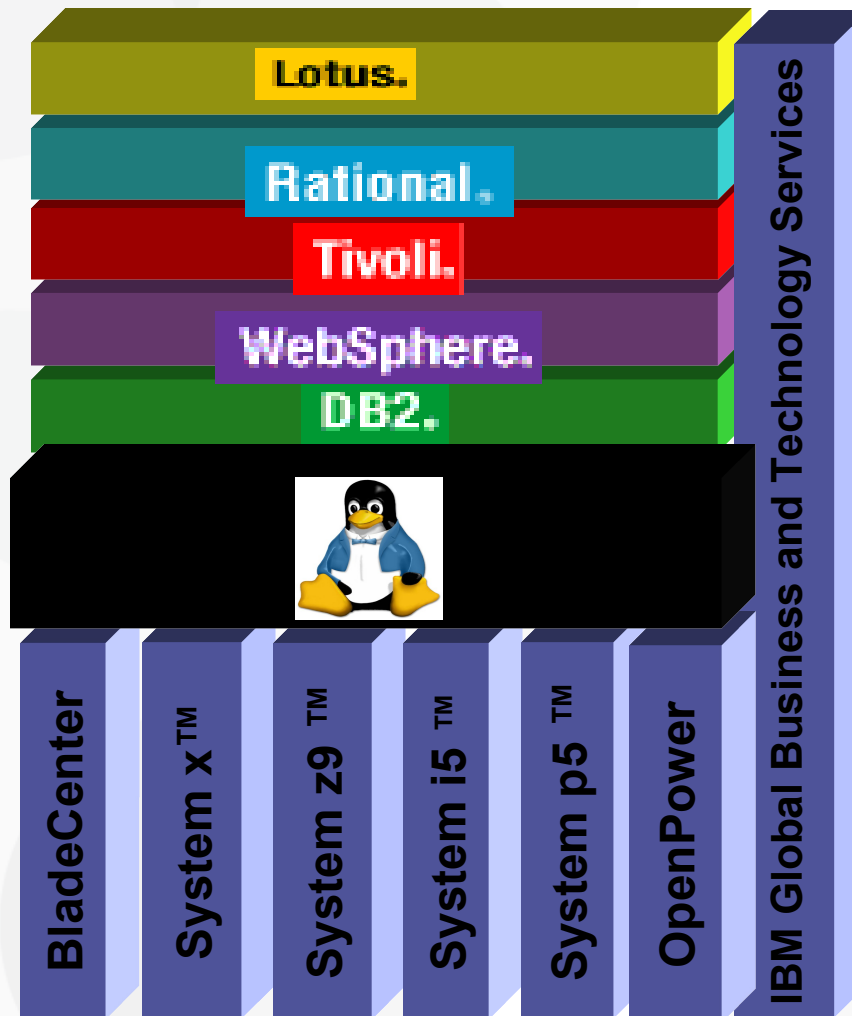 Lotus.
Rational.
Tivoli.
WebSphere.
DB2.
BladeCenter
System x™
System z9 ™
System i5 ™
System p5 ™
OpenPower
IBM Global Business and Technology Services